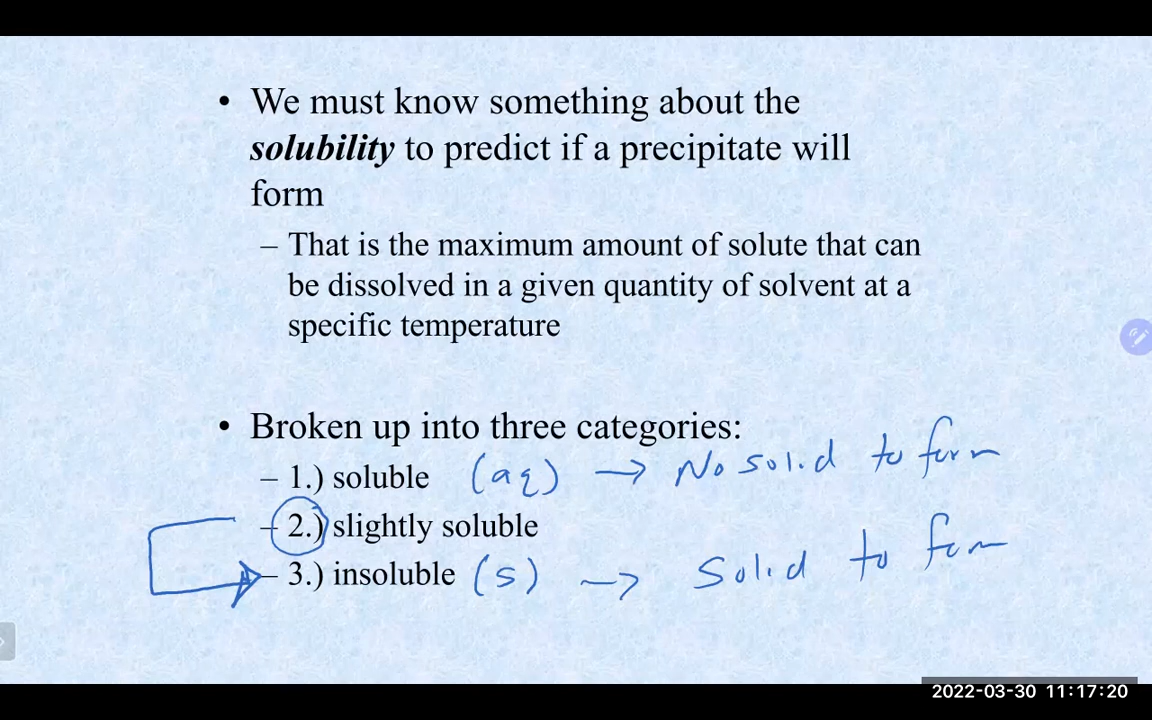 • We must know something about the
solubility to predict if a precipitate will
form
– That is the maximum amount of solute that can
be dissolved in a given quantity of solvent at a
specific temperature
• Broken up into three categories:
– 1.) soluble (aq) → No solid to form
– 2.) slightly soluble
– 3.) insoluble (s) → Solid to form
2022-03-30 11:17:20